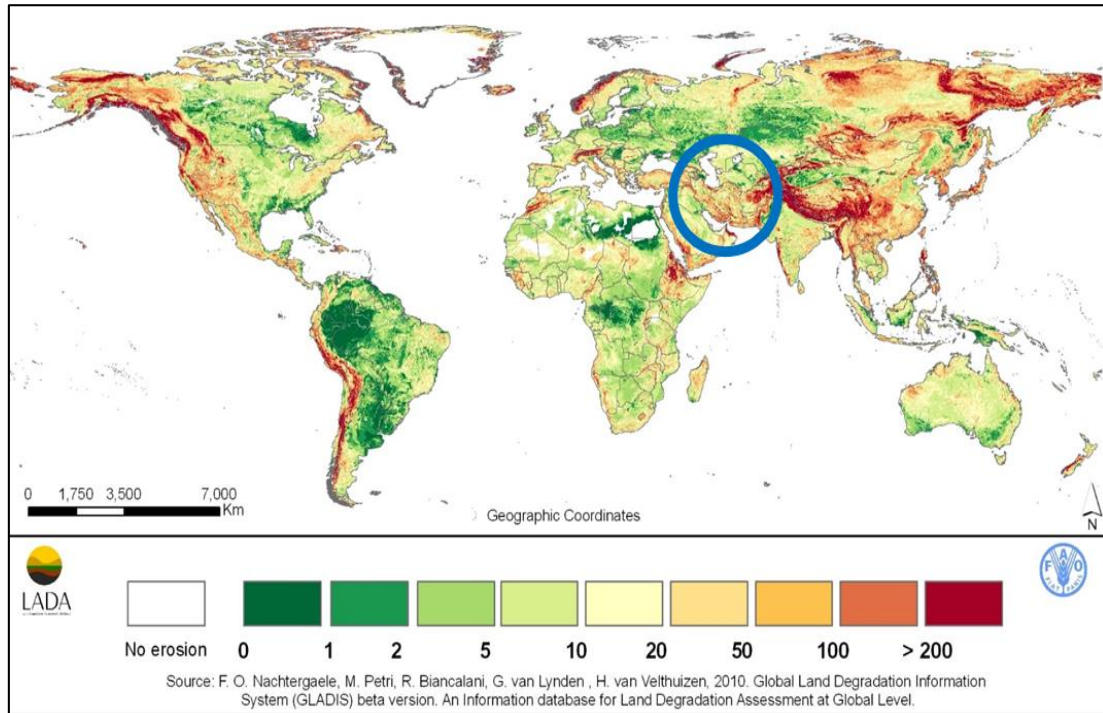 0 1,750 3,500 7,000
Km
Geographic Coordinates
N
LADA
FAO
No erosion 0 1 2 5 10 20 50 100 > 200
Source: F. O. Nachtergaele, M. Petri, R. Biancalani, G. van Lynden , H. van Velthuizen, 2010. Global Land Degradation Information
System (GLADIS) beta version. An Information database for Land Degradation Assessment at Global Level.